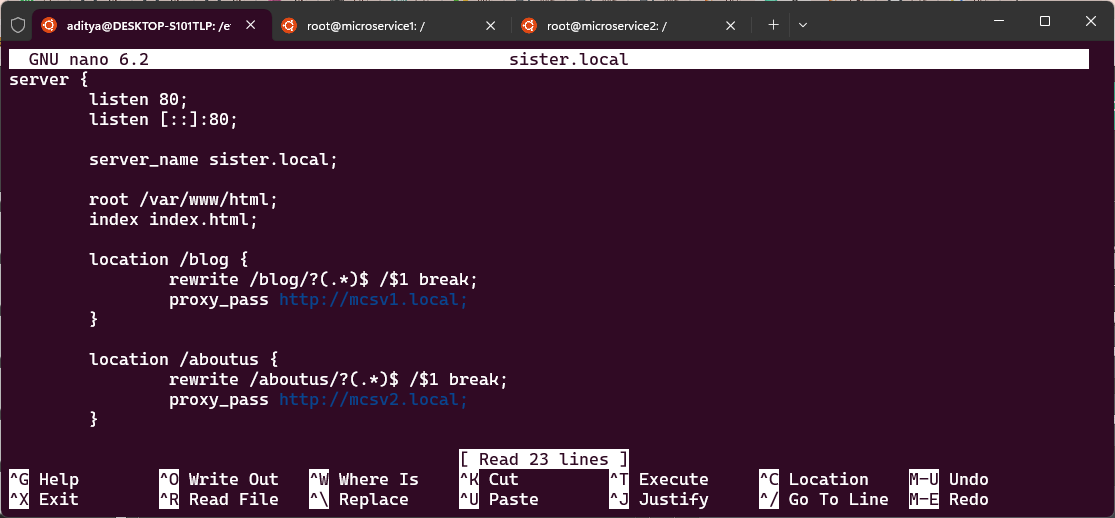 aditya@DESKTOP-S101TLP: /e
root@microservice1: /
root@microservice2: /
GNU nano 6.2 sister.local
server {
listen 80;
listen [::]:80;
server_name sister.local;
root /var/www/html;
index index.html;
location /blog {
rewrite /blog/?(.*)$ /$1 break;
proxy_pass http://mcsv1.local;
}
location /aboutus {
rewrite /aboutus/?(.*)$ /$1 break;
proxy_pass http://mcsv2.local;
}
[ Read 23 lines ]
^G Help ^O Write Out ^W Where Is ^K Cut ^T Execute ^C Location M-U Undo
^X Exit ^R Read File ^\ Replace ^U Paste ^J Justify ^/ Go To Line M-E Redo